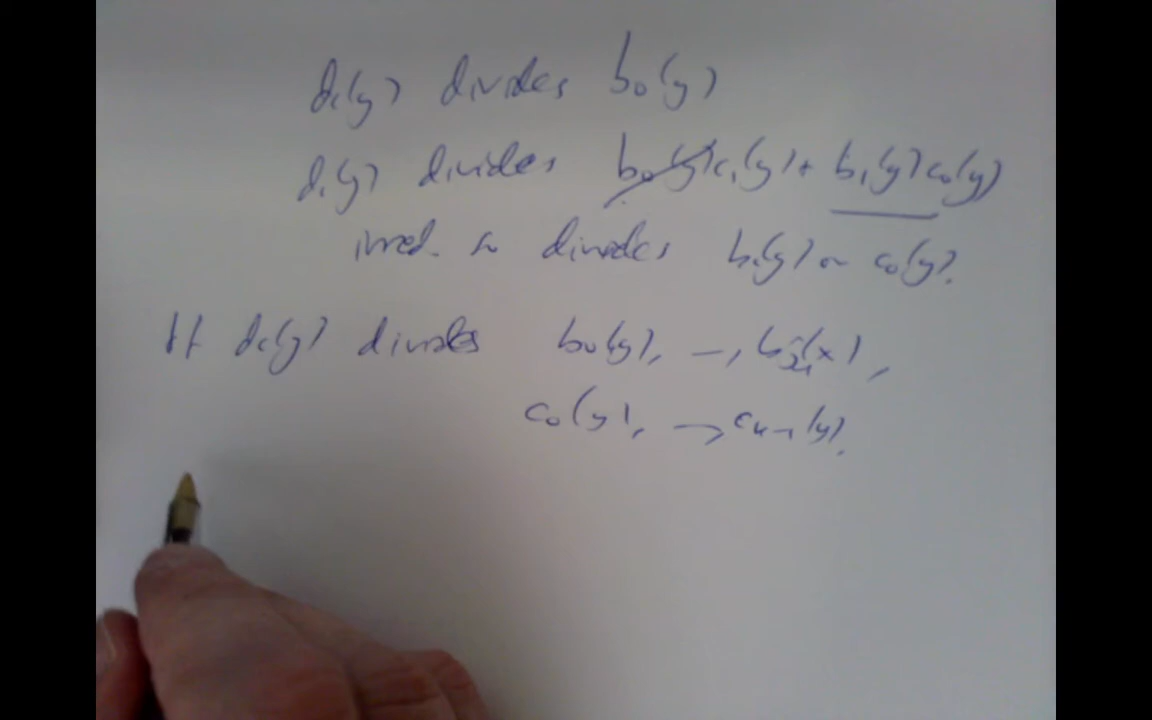 d(y) divides b₀(y)
d(y) divides b₀(y)c₁(y) + b₁(y)c₀(y)
irred. so divides b₁(y) or c₀(y).
If d(y) divides b₀(y), —, (x),
c₀(y), — (y).